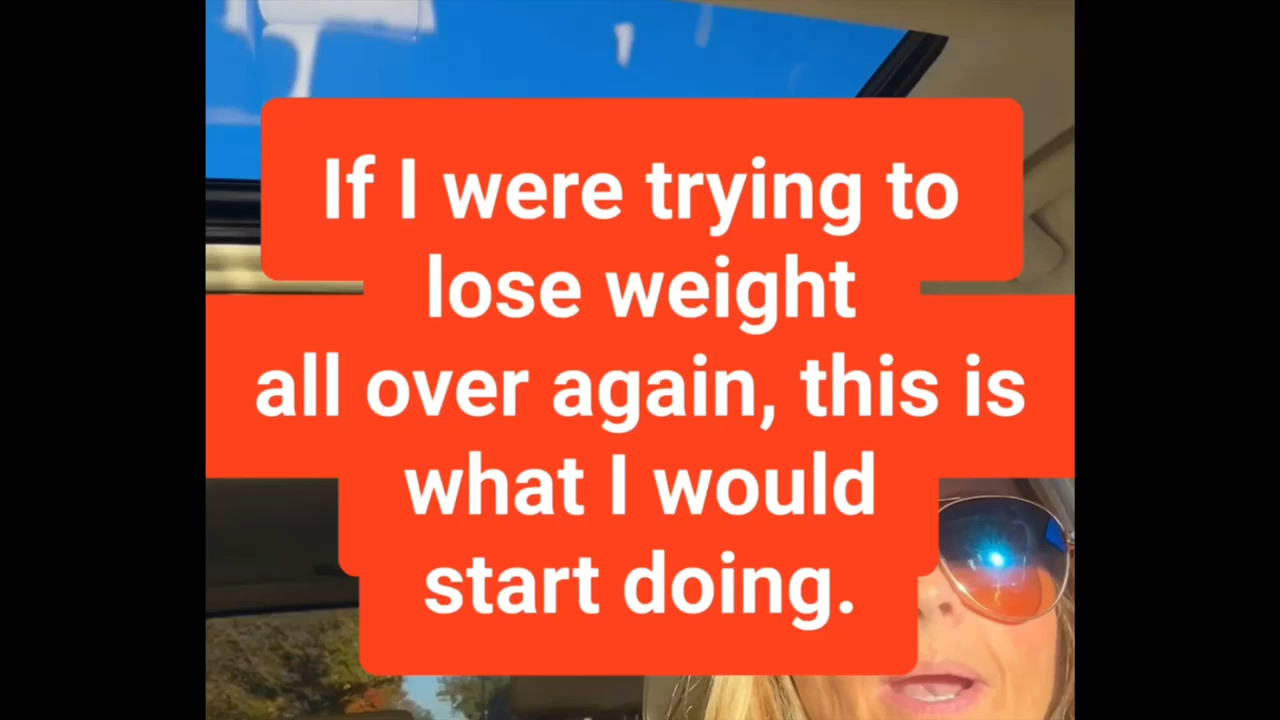 If I were trying to
lose weight
all over again, this is
what I would
start doing.